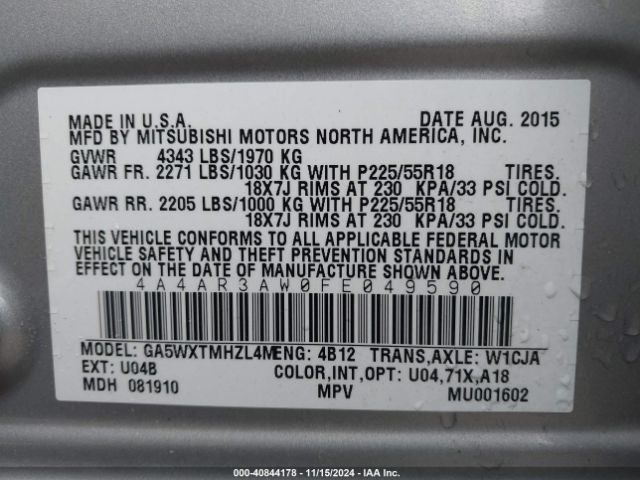 MADE IN U.S.A. DATE AUG. 2015
MFD BY MITSUBISHI MOTORS NORTH AMERICA, INC.
GVWR 4343 LBS/1970 KG
GAWR FR. 2271 LBS/1030 KG WITH P225/55R18 TIRES.
18X7J RIMS AT 230 KPA/33 PSI COLD.
GAWR RR. 2205 LBS/1000 KG WITH P225/55R18 TIRES.
18X7J RIMS AT 230 KPA/33 PSI COLD.
THIS VEHICLE CONFORMS TO ALL APPLICABLE FEDERAL MOTOR
VEHICLE SAFETY AND THEFT PREVENTION STANDARDS IN
EFFECT ON THE DATE OF MANUFACTURE SHOWN ABOVE.
4A4AR3AW0FE049590
MODEL: GA5WXTMHZL4M ENG: 4B12 TRANS,AXLE: W1CJA
EXT: U04B COLOR,INT,OPT: U04,71X,A18
MDH 081910 MPV MU001602
000-40844178 - 11/15/2024 - IAAI.com